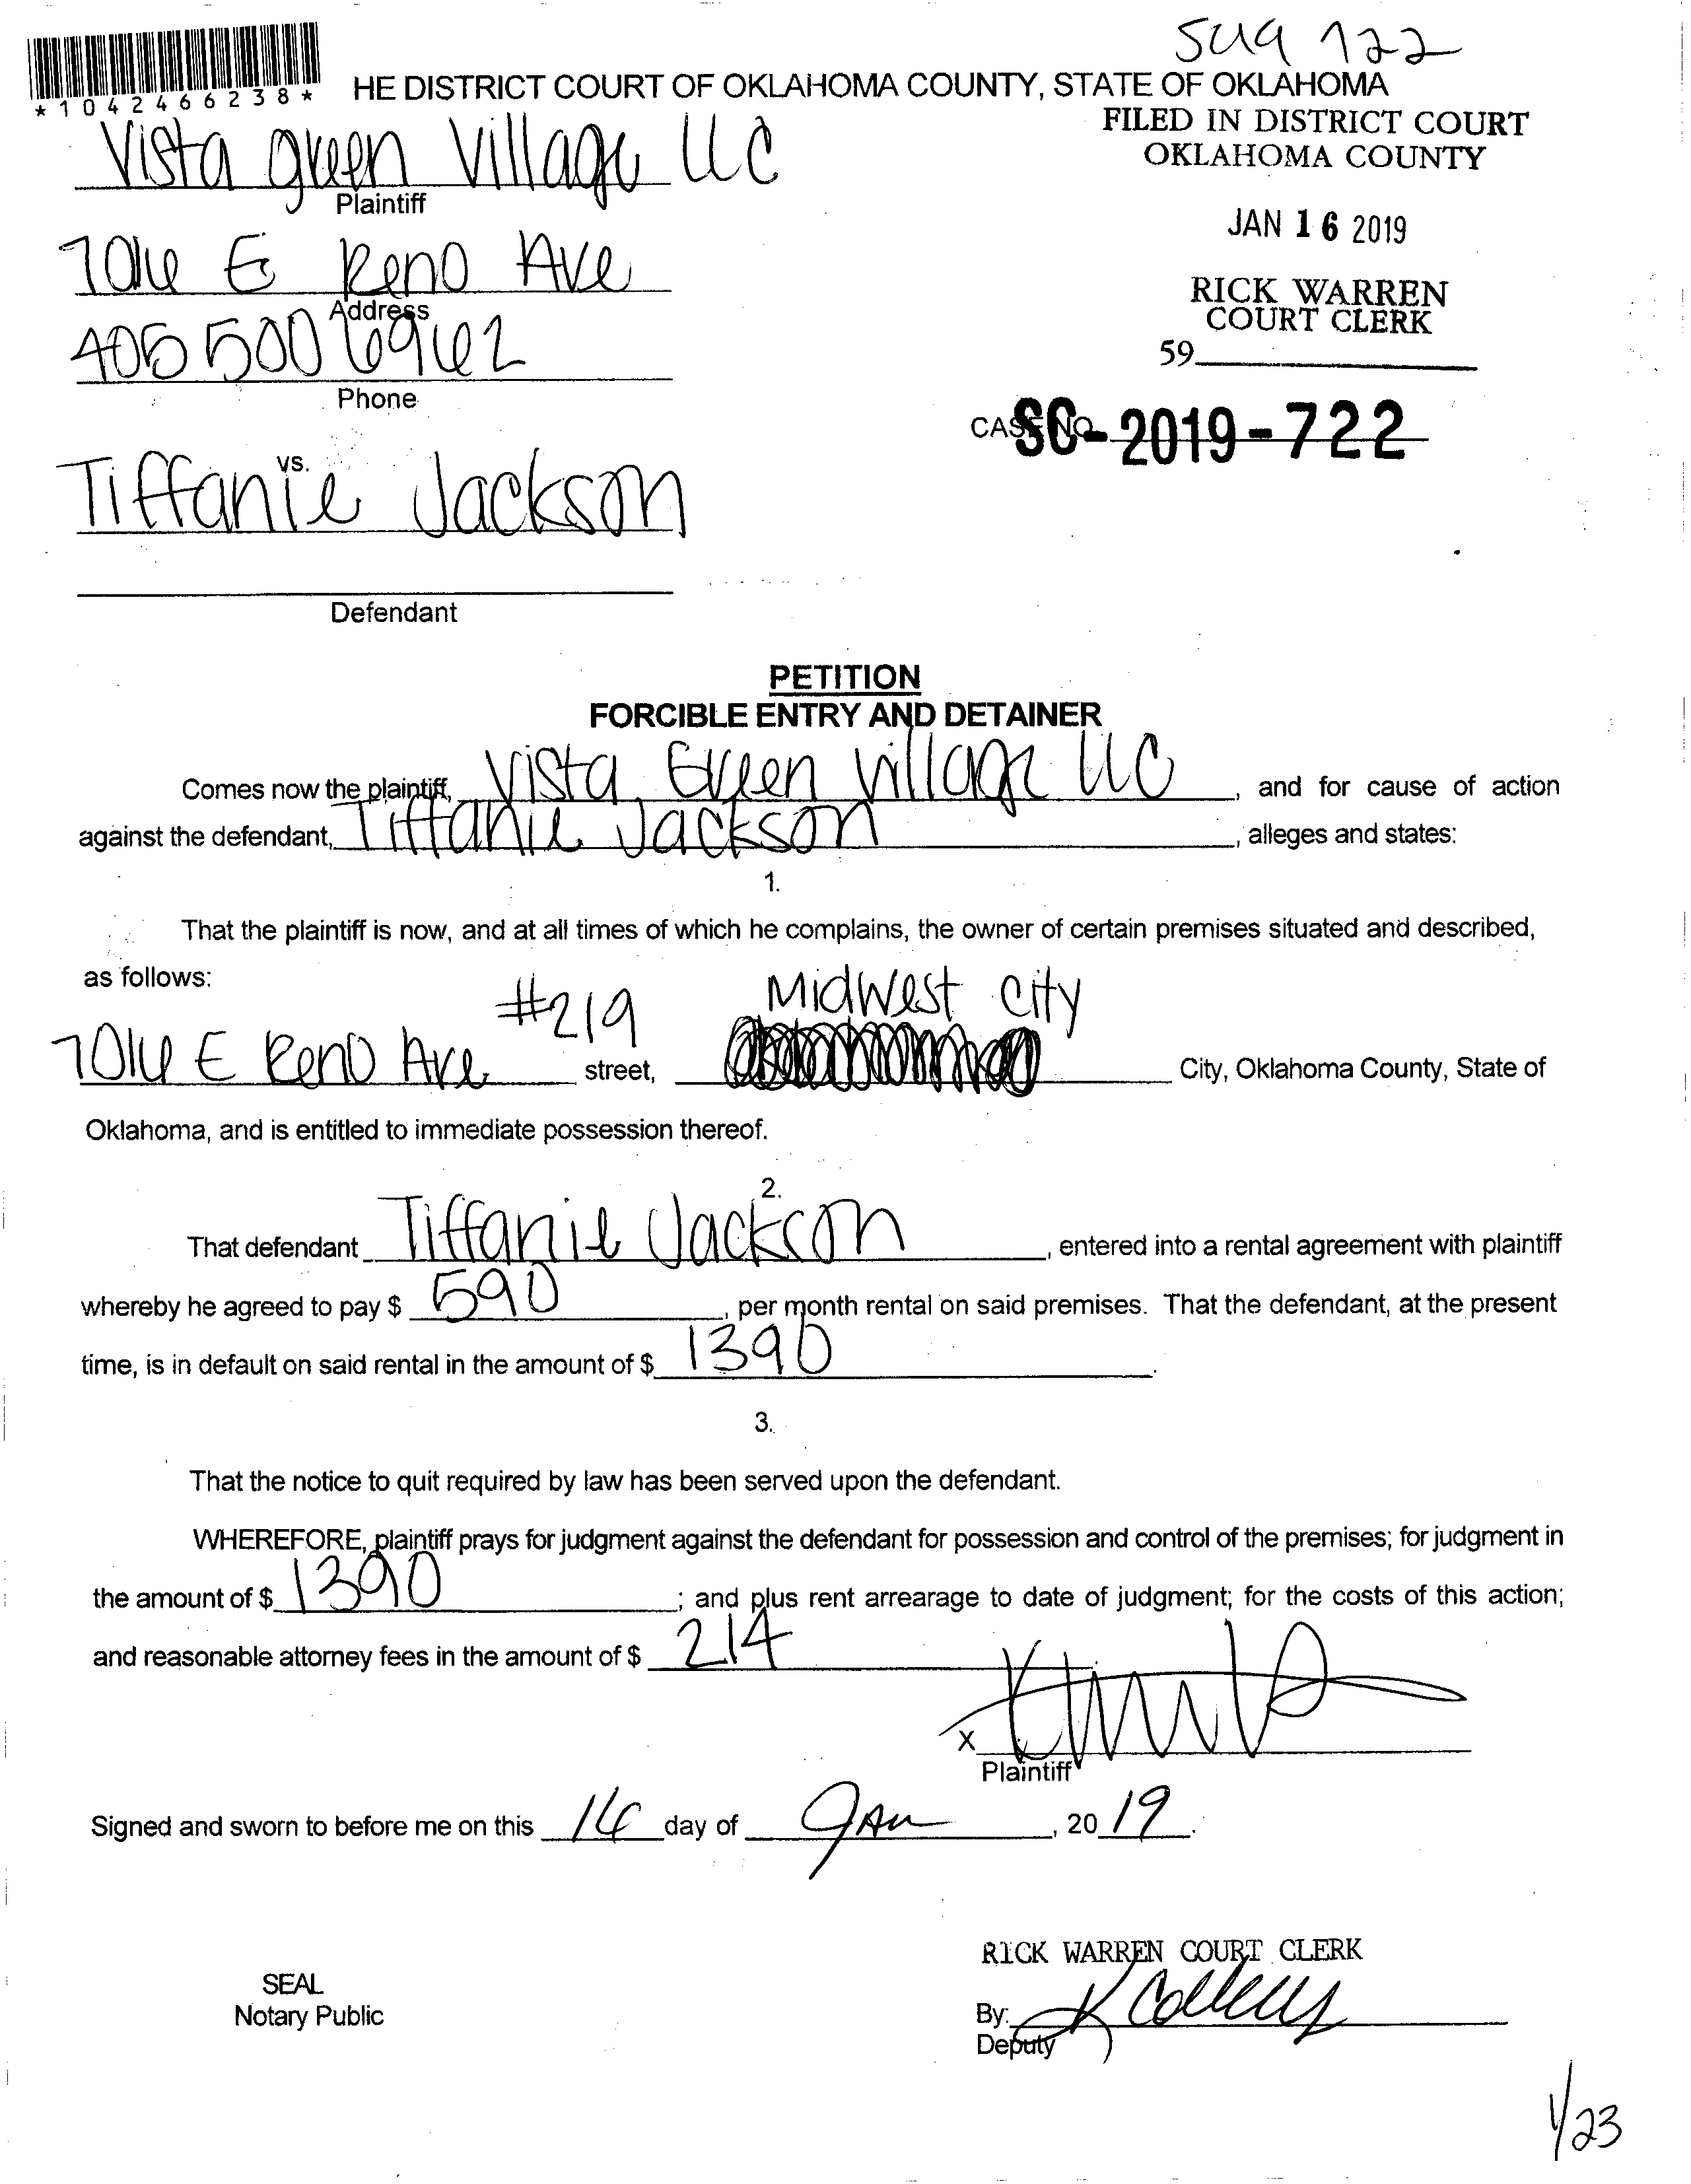 *1042466238*
HE DISTRICT COURT OF OKLAHOMA COUNTY, STATE OF OKLAHOMA
FILED IN DISTRICT COURT
OKLAHOMA COUNTY
Vista green Village LLC
Plaintiff
JAN 16 2019
7016 E Reno Ave
Address
RICK WARREN
COURT CLERK
59
405 500 6962
Phone
CASE NO.
SC-2019-722
vs.
Tiffanie Jackson
Defendant
PETITION
FORCIBLE ENTRY AND DETAINER
Comes now the plaintiff, Vista Green Village LLC, and for cause of action
against the defendant, Tiffanie Jackson, alleges and states:
1.
That the plaintiff is now, and at all times of which he complains, the owner of certain premises situated and described,
as follows:
#219 Midwest City
7016 E Reno Ave street, City, Oklahoma County, State of
Oklahoma, and is entitled to immediate possession thereof.
2.
That defendant Tiffanie Jackson, entered into a rental agreement with plaintiff
whereby he agreed to pay $ 590, per month rental on said premises. That the defendant, at the present
time, is in default on said rental in the amount of $ 1390.
3.
That the notice to quit required by law has been served upon the defendant.
WHEREFORE, plaintiff prays for judgment against the defendant for possession and control of the premises; for judgment in
the amount of $ 1390; and plus rent arrearage to date of judgment; for the costs of this action;
and reasonable attorney fees in the amount of $ 214
X
Plaintiff
Signed and sworn to before me on this 16 day of Jan, 20 19.
RICK WARREN COURT CLERK
SEAL
Notary Public
By:
Deputy
1/23